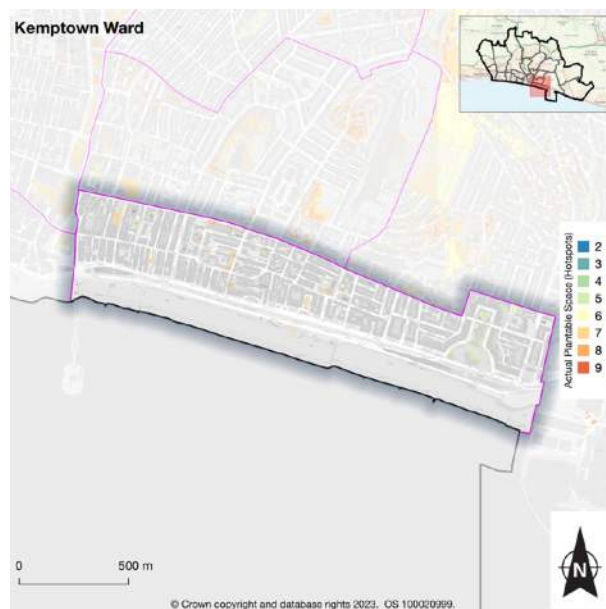 Kemptown Ward
Actual Plantable Space (Hotspots)
2
3
4
5
6
7
8
9
0 500 m
N
© Crown copyright and database rights 2023. OS 100020999.